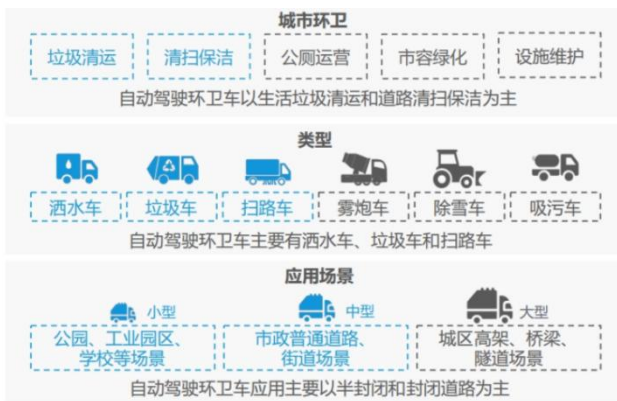 城市环卫
垃圾清运 清扫保洁 公厕运营 市容绿化 设施维护
自动驾驶环卫车以生活垃圾清运和道路清扫保洁为主
类型
洒水车 垃圾车 扫路车 雾炮车 除雪车 吸污车
自动驾驶环卫车主要有洒水车、垃圾车和扫路车
应用场景
小型 中型 大型
公园、工业园区、 市政普通道路、 城区高架、桥梁、
学校等场景 街道场景 隧道场景
自动驾驶环卫车应用主要以半封闭和封闭道路为主